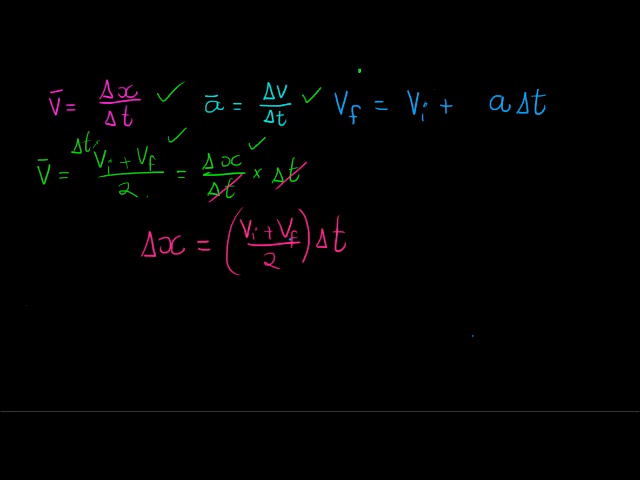 v̄ = Δx/Δt ✓ ā = Δv/Δt ✓ Vf = Vi + aΔt
v̄ = Δt (Vi + Vf)/2 ✓ = Δx/Δt ✓ × Δt
Δx = ((Vi + Vf)/2) Δt